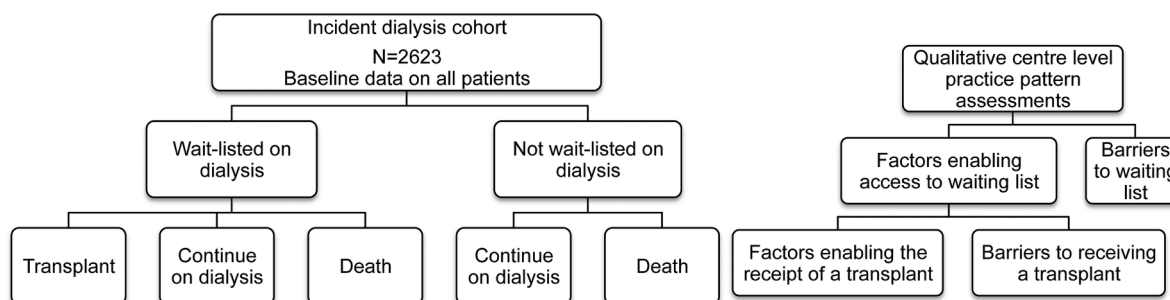 Incident dialysis cohort
N=2623
Baseline data on all patients
Wait-listed on
dialysis
Not wait-listed on
dialysis
Transplant
Continue
on dialysis
Death
Continue
on dialysis
Death
Qualitative centre level
practice pattern
assessments
Factors enabling
access to waiting list
Barriers
to waiting
list
Factors enabling the
receipt of a transplant
Barriers to receiving
a transplant